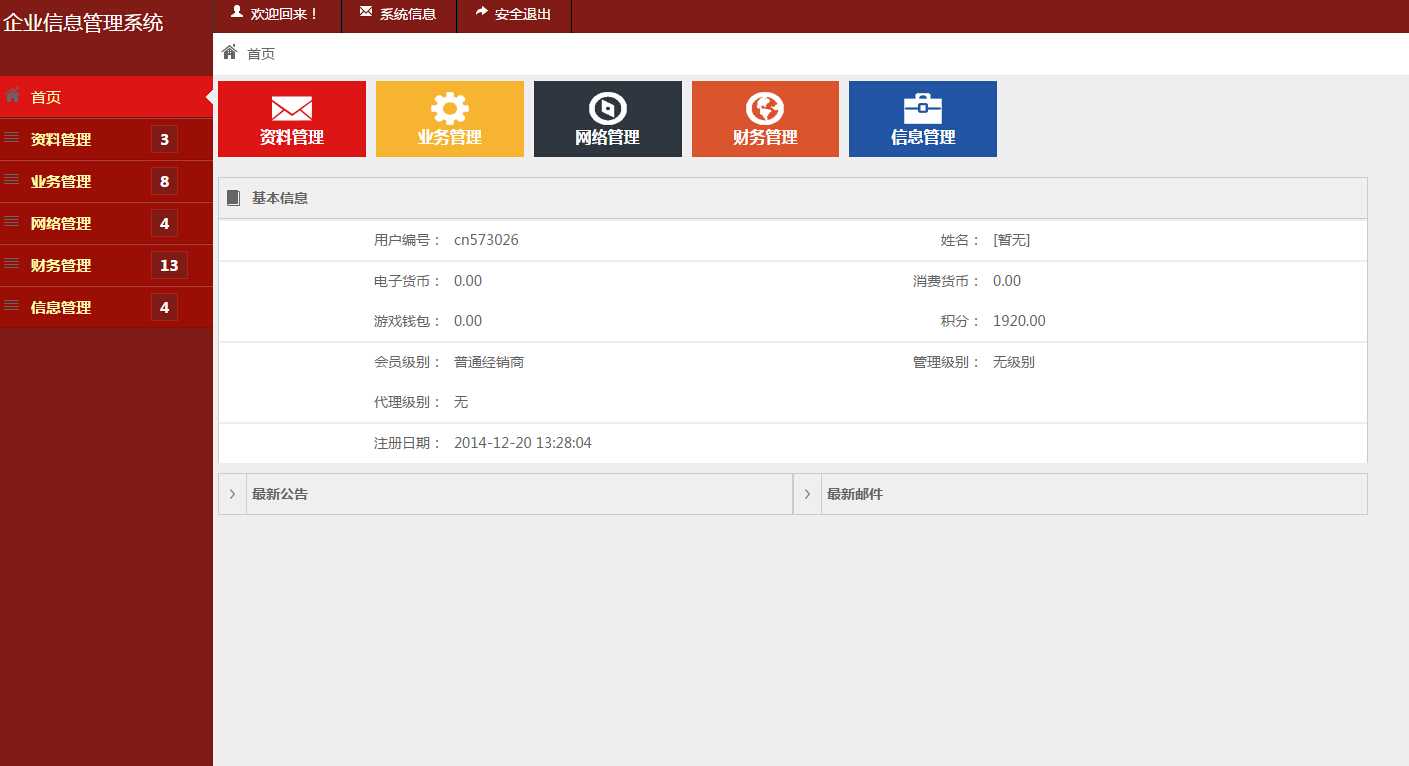 企业信息管理系统
欢迎回来！ 系统信息 安全退出
首页
首页
资料管理 3
业务管理 8
网络管理 4
财务管理 13
信息管理 4
资料管理 业务管理 网络管理 财务管理 信息管理
基本信息
用户编号： cn573026 姓名： [暂无]
电子货币： 0.00 消费货币： 0.00
游戏钱包： 0.00 积分： 1920.00
会员级别： 普通经销商 管理级别： 无级别
代理级别： 无
注册日期： 2014-12-20 13:28:04
最新公告 最新邮件